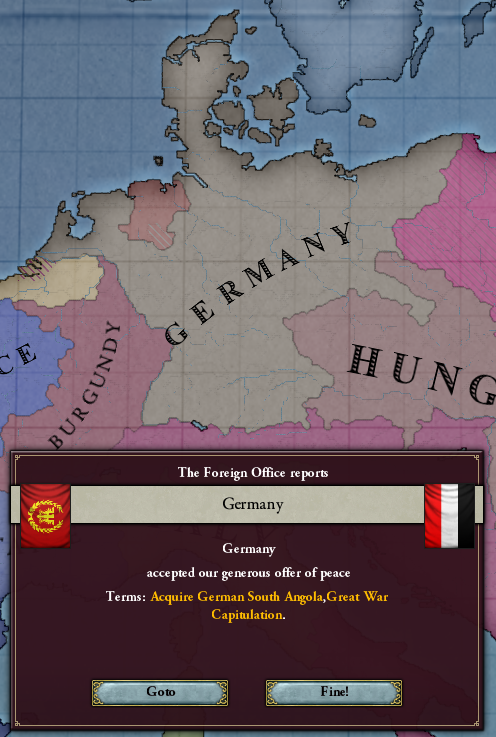 GERMANY
CE
BURGUNDY
HUNG
The Foreign Office reports
Germany
Germany
accepted our generous offer of peace
Terms: Acquire German South Angola,Great War
Capitulation.
Goto
Fine!